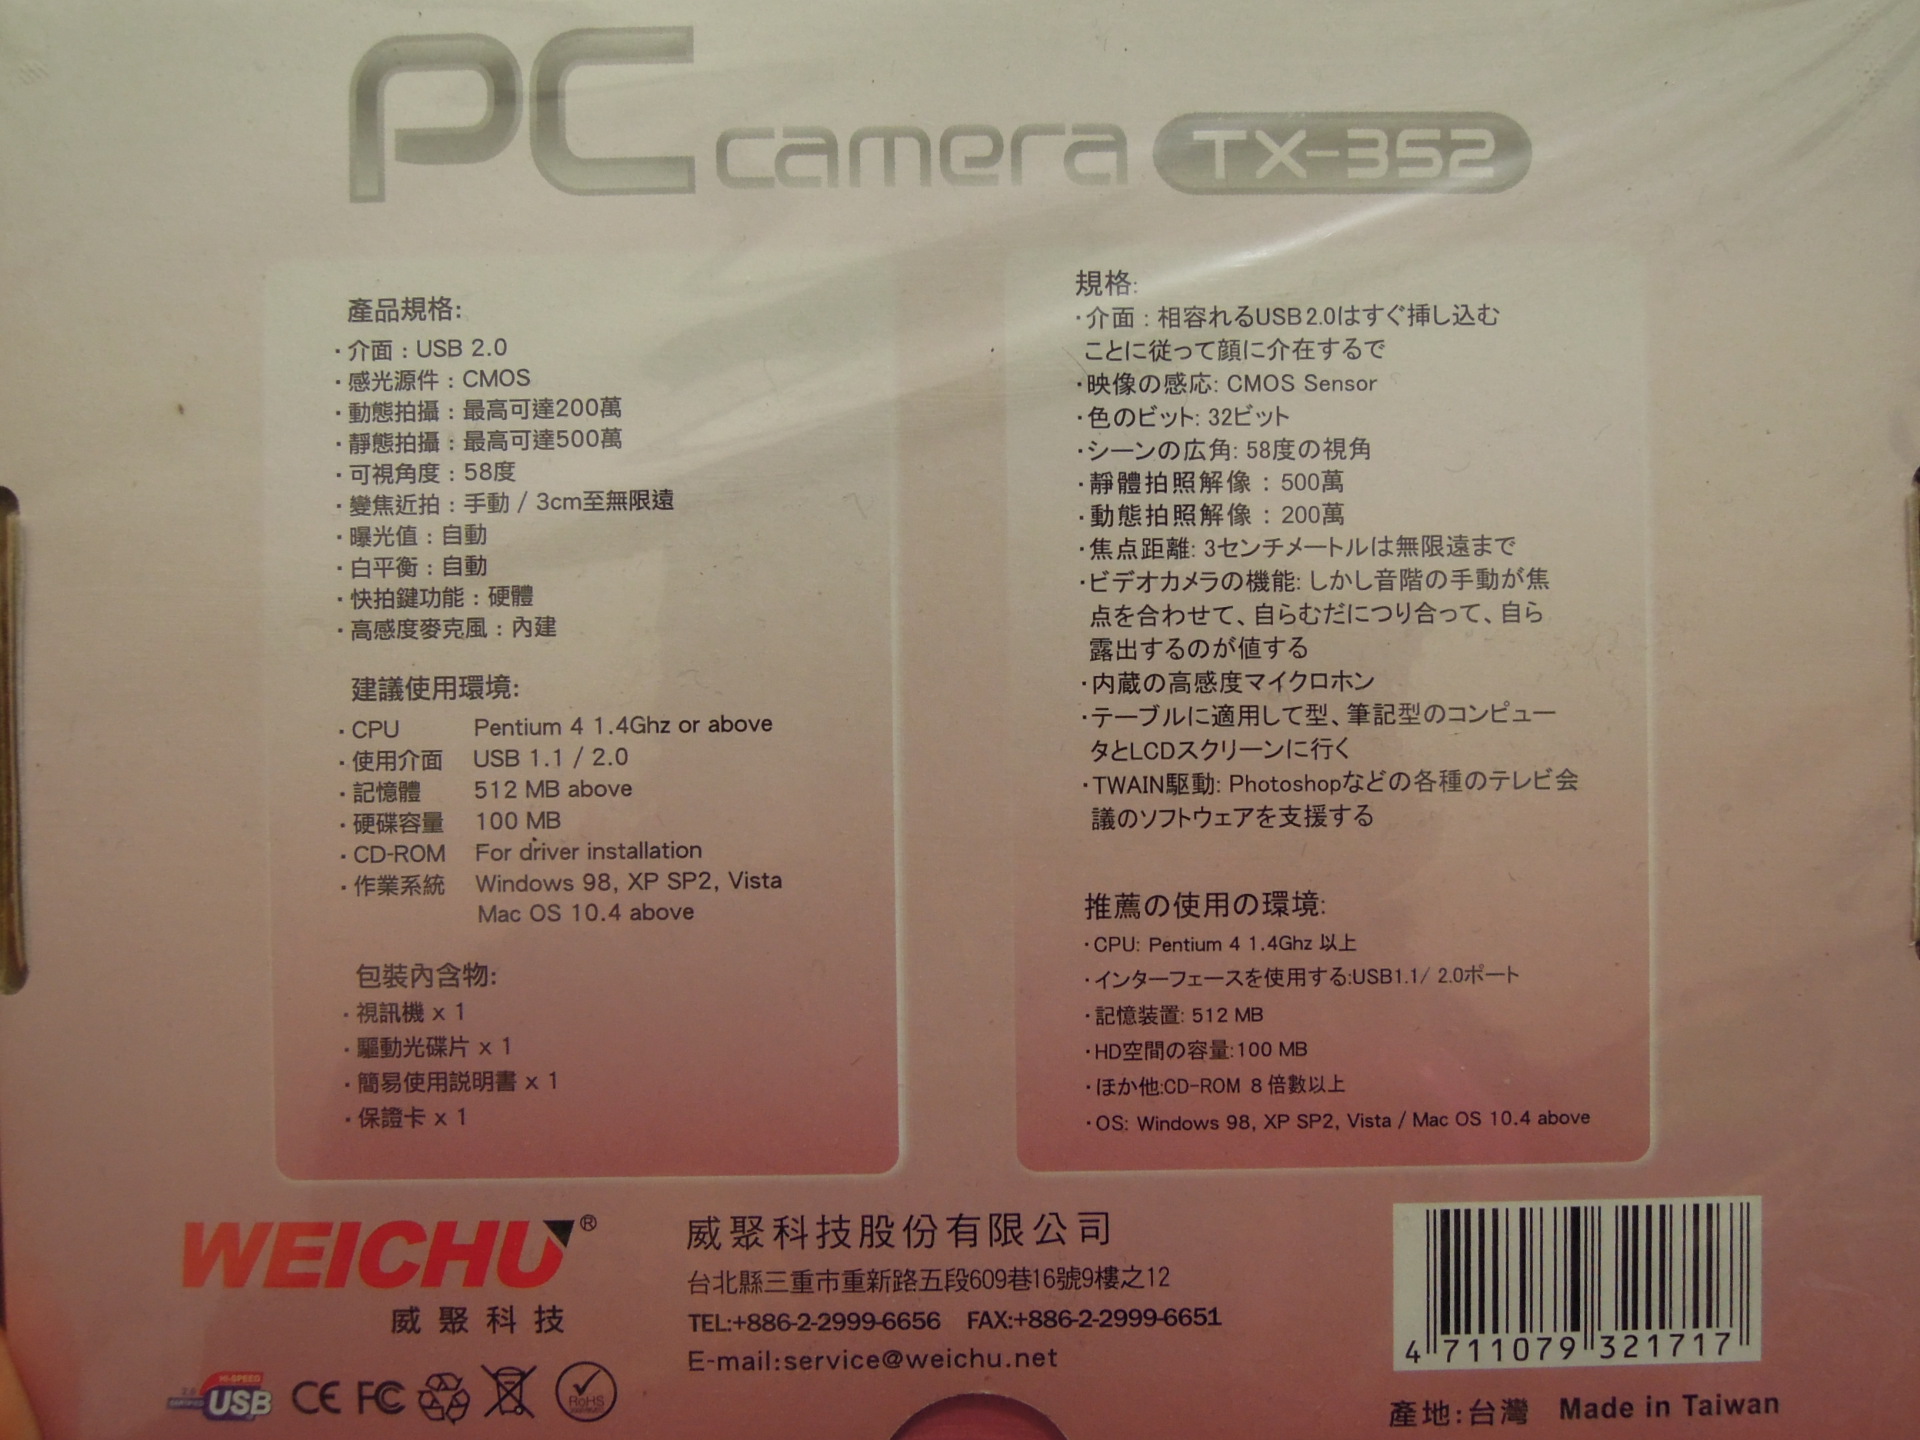 PC camera TX-352
產品規格:
・介面：USB 2.0
・感光源件：CMOS
・動態拍攝：最高可達200萬
・靜態拍攝：最高可達500萬
・可視角度：58度
・變焦近拍：手動 / 3cm至無限遠
・曝光值：自動
・白平衡：自動
・快拍鍵功能：硬體
・高感度麥克風：內建
建議使用環境:
・CPU Pentium 4 1.4Ghz or above
・使用介面 USB 1.1 / 2.0
・記憶體 512 MB above
・硬碟容量 100 MB
・CD-ROM For driver installation
・作業系統 Windows 98, XP SP2, Vista
Mac OS 10.4 above
包裝內含物:
・視訊機 x 1
・驅動光碟片 x 1
・簡易使用說明書 x 1
・保證卡 x 1
規格:
・介面：相容れるUSB2.0はすぐ挿し込む
ことに従って顔に介在するで
・映像の感応: CMOS Sensor
・色のビット: 32ビット
・シーンの広角: 58度の視角
・靜體拍照解像：500萬
・動態拍照解像：200萬
・焦点距離: 3センチメートルは無限遠まで
・ビデオカメラの機能: しかし音階の手動が焦
点を合わせて、自らむだにつり合って、自ら
露出するのが値する
・内蔵の高感度マイクロホン
・テーブルに適用して型、筆記型のコンピュー
タとLCDスクリーンに行く
・TWAIN駆動: Photoshopなどの各種のテレビ会
議のソフトウェアを支援する
推薦の使用の環境:
・CPU: Pentium 4 1.4Ghz 以上
・インターフェースを使用する:USB1.1/ 2.0ポート
・記憶装置: 512 MB
・HD空間の容量:100 MB
・ほか他:CD-ROM 8 倍數以上
・OS: Windows 98, XP SP2, Vista / Mac OS 10.4 above
WEICHU®
威聚科技
HI-SPEED
USB
CE FC
RoHS
威聚科技股份有限公司
台北縣三重市重新路五段609巷16號9樓之12
TEL:+886-2-2999-6656 FAX:+886-2-2999-6651
E-mail:service@weichu.net
4 711079 321717
產地:台灣 Made in Taiwan